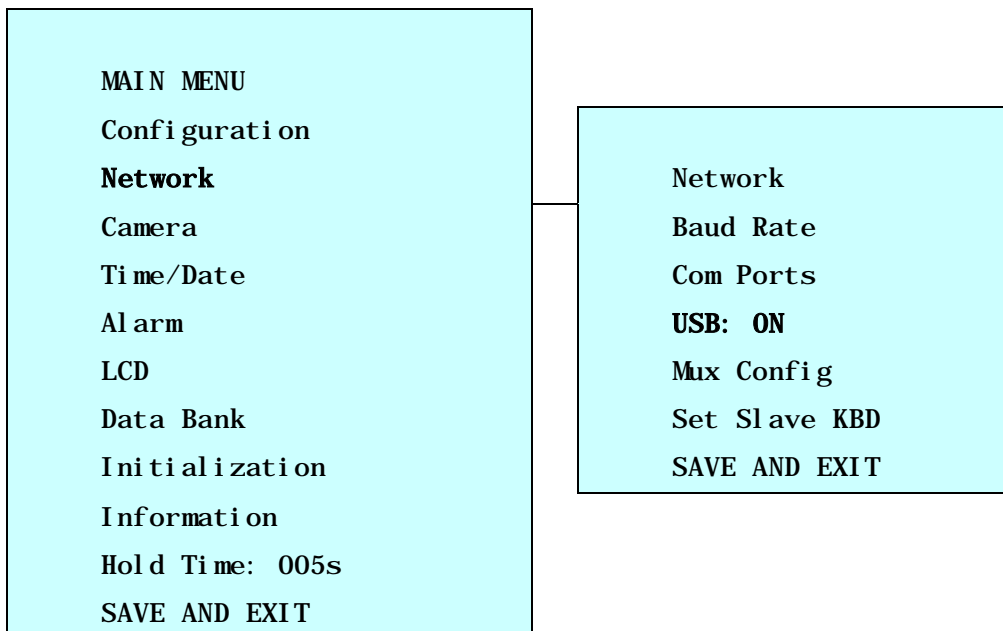 MAIN MENU
Configuration
Network
Camera
Time/Date
Alarm
LCD
Data Bank
Initialization
Information
Hold Time: 005s
SAVE AND EXIT
Network
Baud Rate
Com Ports
USB: ON
Mux Config
Set Slave KBD
SAVE AND EXIT